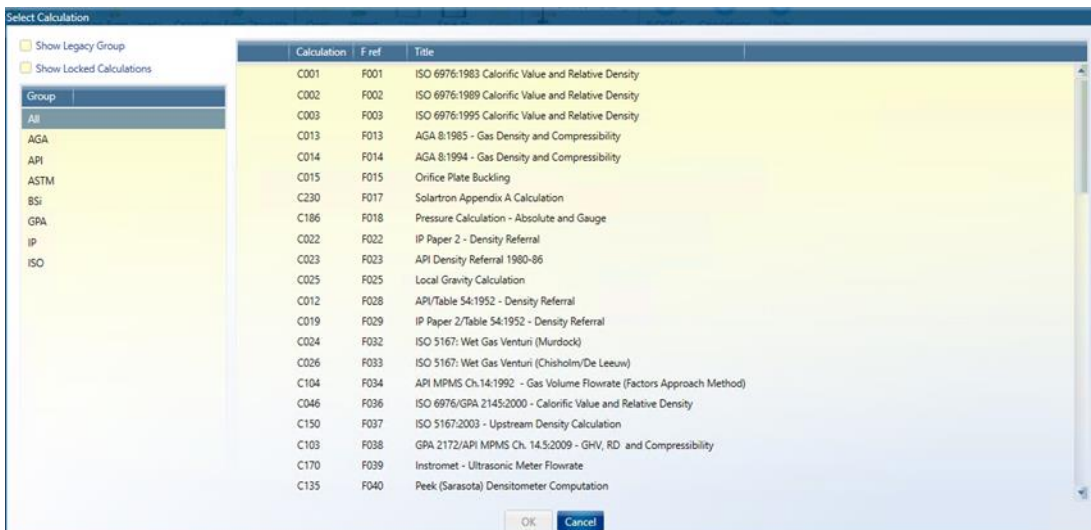 Select Calculation
Show Legacy Group
Show Locked Calculations
Group
All
AGA
API
ASTM
BSi
GPA
IP
ISO
Calculation F ref Title
C001 F001 ISO 6976:1983 Calorific Value and Relative Density
C002 F002 ISO 6976:1989 Calorific Value and Relative Density
C003 F003 ISO 6976:1995 Calorific Value and Relative Density
C013 F013 AGA 8:1985 - Gas Density and Compressibility
C014 F014 AGA 8:1994 - Gas Density and Compressibility
C015 F015 Orifice Plate Buckling
C230 F017 Solartron Appendix A Calculation
C186 F018 Pressure Calculation - Absolute and Gauge
C022 F022 IP Paper 2 - Density Referral
C023 F023 API Density Referral 1980-86
C025 F025 Local Gravity Calculation
C012 F028 API/Table 54:1952 - Density Referral
C019 F029 IP Paper 2/Table 54:1952 - Density Referral
C024 F032 ISO 5167: Wet Gas Venturi (Murdock)
C026 F033 ISO 5167: Wet Gas Venturi (Chisholm/De Leeuw)
C104 F034 API MPMS Ch.14:1992 - Gas Volume Flowrate (Factors Approach Method)
C046 F036 ISO 6976/GPA 2145:2000 - Calorific Value and Relative Density
C150 F037 ISO 5167:2003 - Upstream Density Calculation
C103 F038 GPA 2172/API MPMS Ch. 14.5:2009 - GHV, RD and Compressibility
C170 F039 Instromet - Ultrasonic Meter Flowrate
C135 F040 Peek (Sarasota) Densitometer Computation
OK Cancel